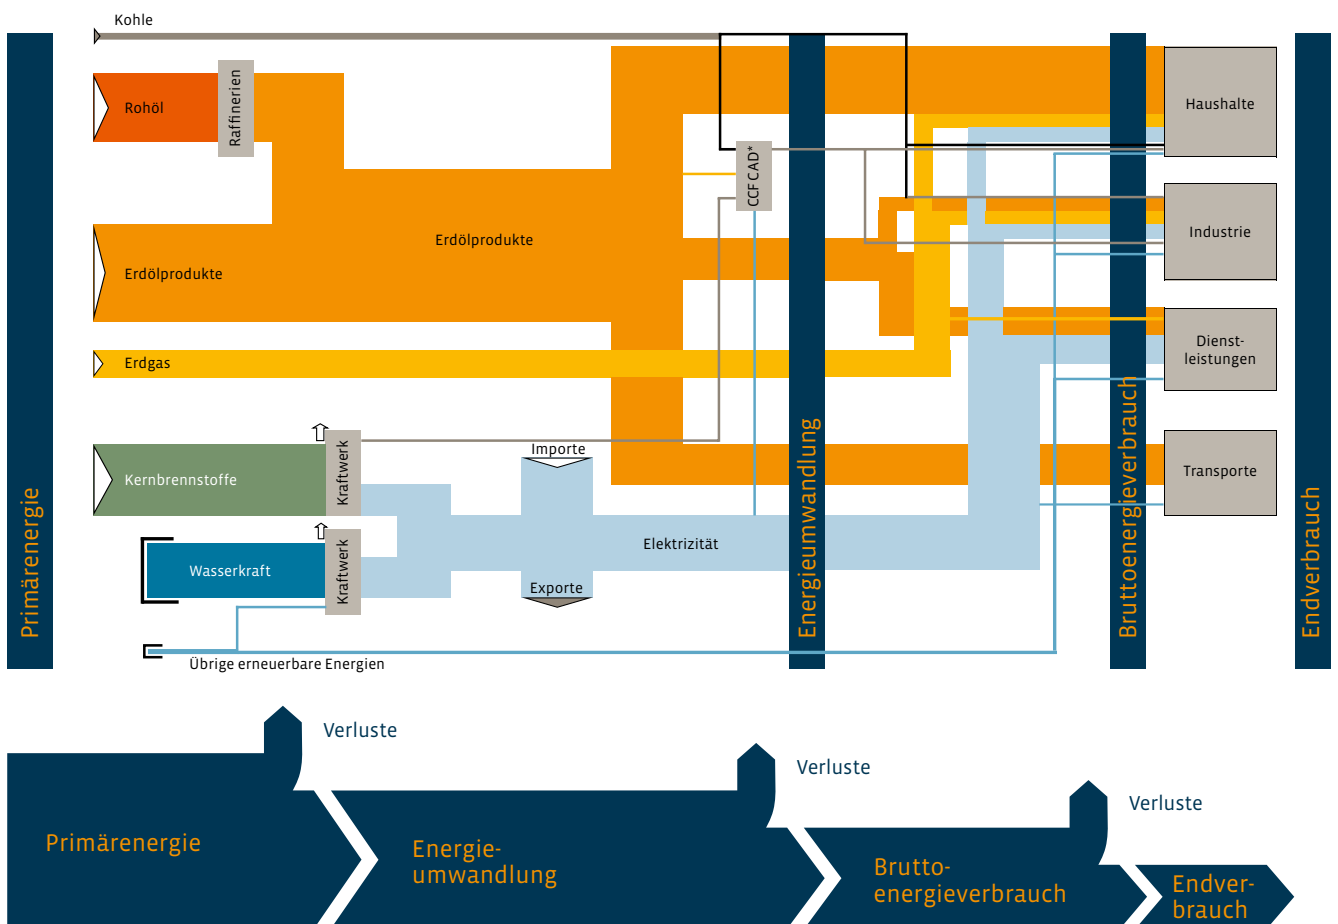 Kohle
Rohöl
Raffinerien
Erdölprodukte
Erdölprodukte
Erdgas
Kernbrennstoffe
Kraftwerk
Wasserkraft
Kraftwerk
Übrige erneuerbare Energien
Importe
Exporte
Elektrizität
CCF CAD*
Haushalte
Industrie
Dienst-
leistungen
Transporte
Primärenergie
Energieumwandlung
Bruttoenergieverbrauch
Endverbrauch
Verluste
Verluste
Verluste
Primärenergie
Energie-
umwandlung
Brutto-
energieverbrauch
Endver-
brauch